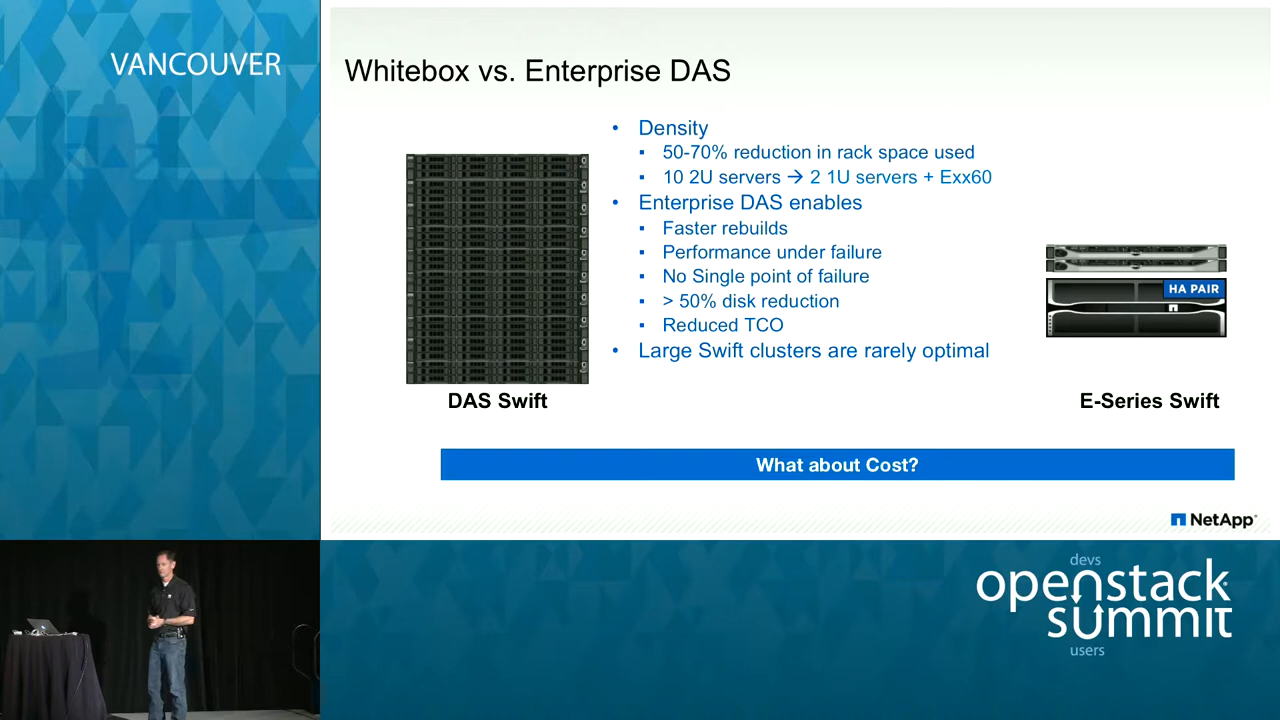 VANCOUVER
Whitebox vs. Enterprise DAS
• Density
▪ 50-70% reduction in rack space used
▪ 10 2U servers → 2 1U servers + Exx60
• Enterprise DAS enables
▪ Faster rebuilds
▪ Performance under failure
▪ No Single point of failure
▪ > 50% disk reduction
▪ Reduced TCO
• Large Swift clusters are rarely optimal
DAS Swift
HA PAIR
E-Series Swift
What about Cost?
NetApp
devs
openstack
summit
users